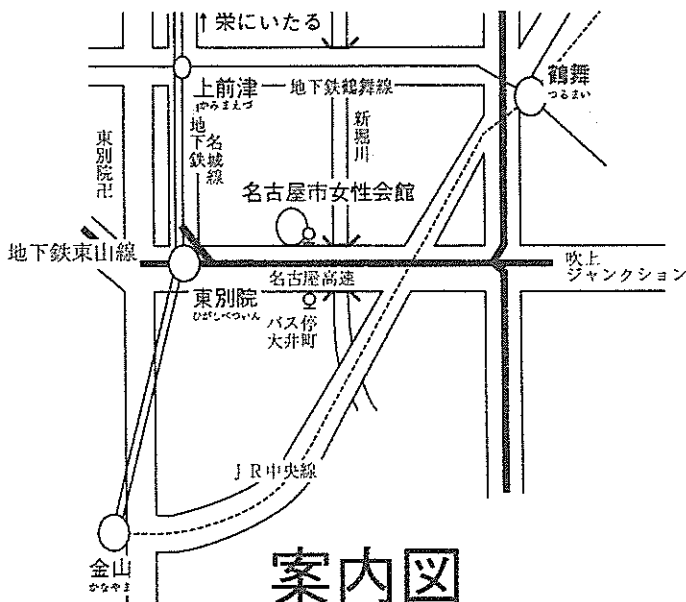 ↑栄にいたる
鶴舞
つるまい
上前津
かみまえづ
地下鉄鶴舞線
地下鉄
名城線
新堀川
東別院卍
名古屋市女性会館
地下鉄東山線
吹上
ジャンクション
名古屋高速
東別院
ひがしべついん
バス停
大井町
JR中央線
金山
かなやま
案内図